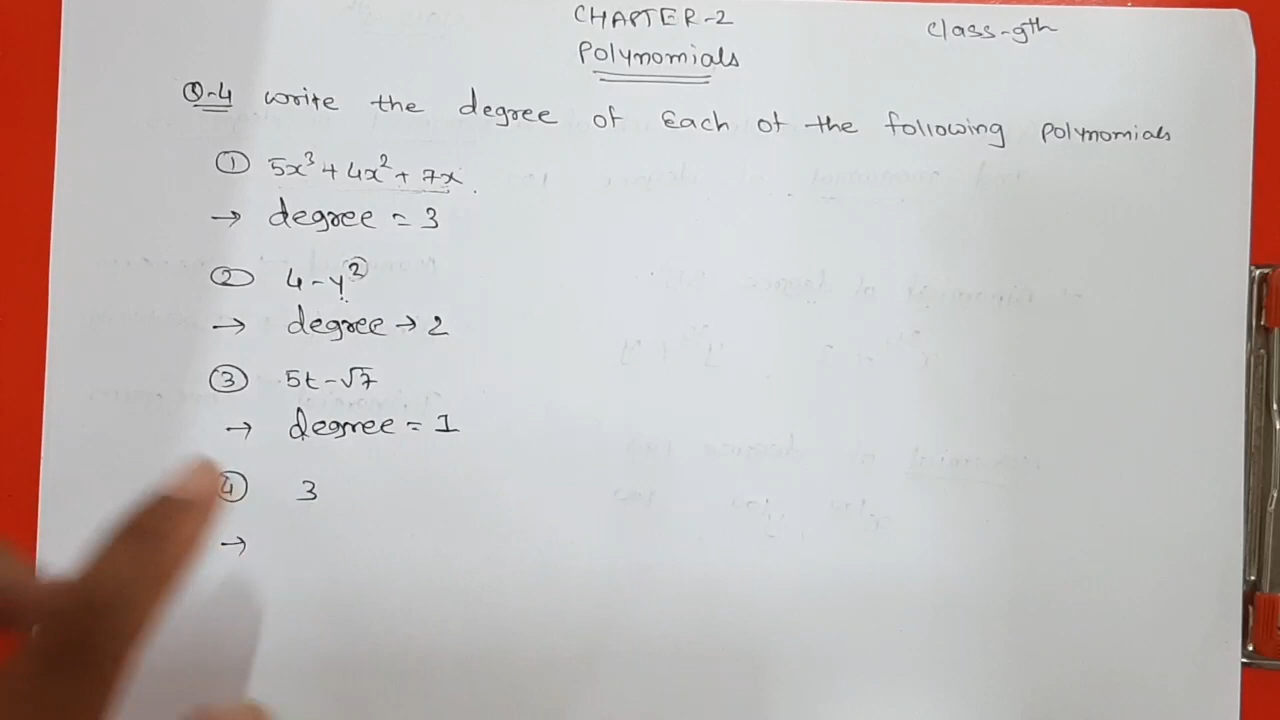 CHAPTER-2
Class-9th
Polynomials
Q-4 write the degree of Each of the following polynomials
① 5x³ + 4x² + 7x.
→ degree = 3
② 4-y²
→ degree → 2
③ 5t-√7
→ degree = 1
④ 3
→